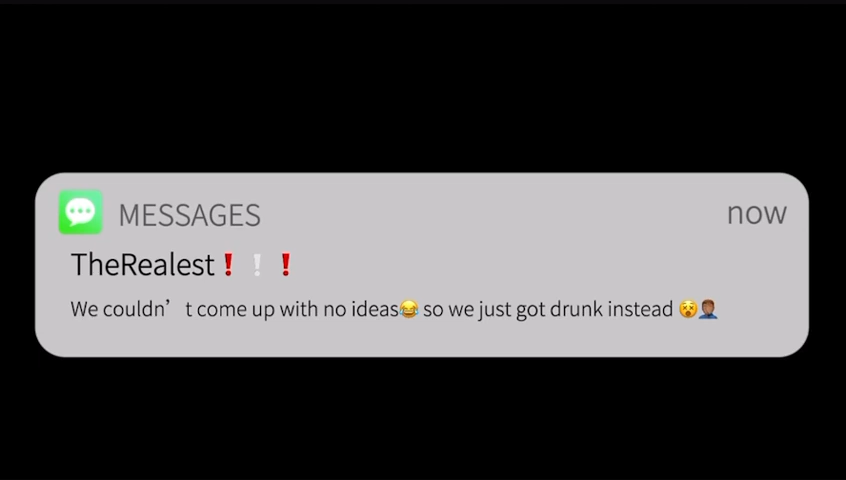 MESSAGES now
TheRealest❗❕❗
We couldn’t come up with no ideas😂 so we just got drunk instead 😵🤦🏾‍♂️